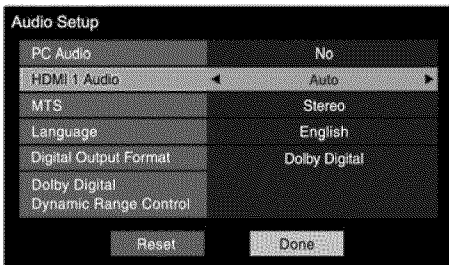 Audio Setup
PC Audio No
HDMI 1 Audio Auto
MTS Stereo
Language English
Digital Output Format Dolby Digital
Dolby Digital
Dynamic Range Control
Reset Done